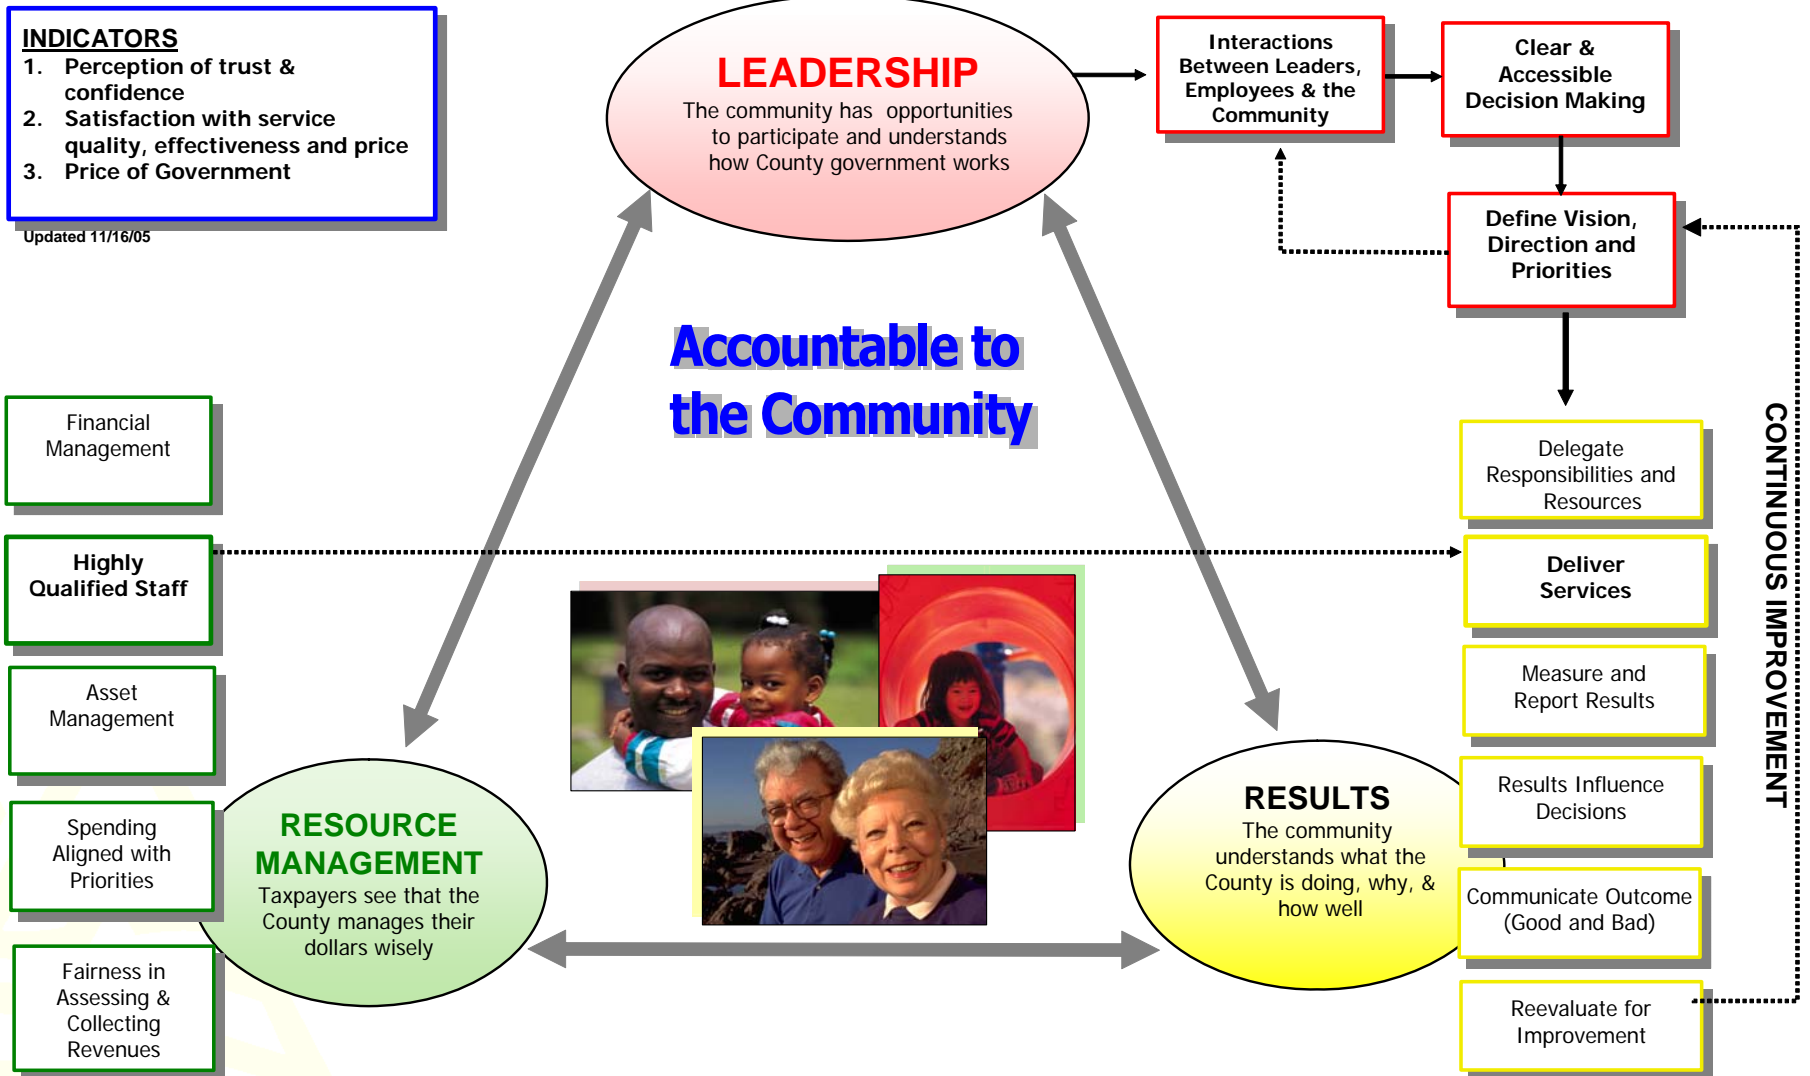 INDICATORS
1. Perception of trust &
confidence
2. Satisfaction with service
quality, effectiveness and price
3. Price of Government
Updated 11/16/05
LEADERSHIP
The community has opportunities
to participate and understands
how County government works
Interactions
Between Leaders,
Employees & the
Community
Clear &
Accessible
Decision Making
Define Vision,
Direction and
Priorities
Accountable to
the Community
Financial
Management
Highly
Qualified Staff
Asset
Management
Spending
Aligned with
Priorities
Fairness in
Assessing &
Collecting
Revenues
RESOURCE
MANAGEMENT
Taxpayers see that the
County manages their
dollars wisely
RESULTS
The community
understands what the
County is doing, why, &
how well
Delegate
Responsibilities and
Resources
Deliver
Services
Measure and
Report Results
Results Influence
Decisions
Communicate Outcome
(Good and Bad)
Reevaluate for
Improvement
CONTINUOUS IMPROVEMENT